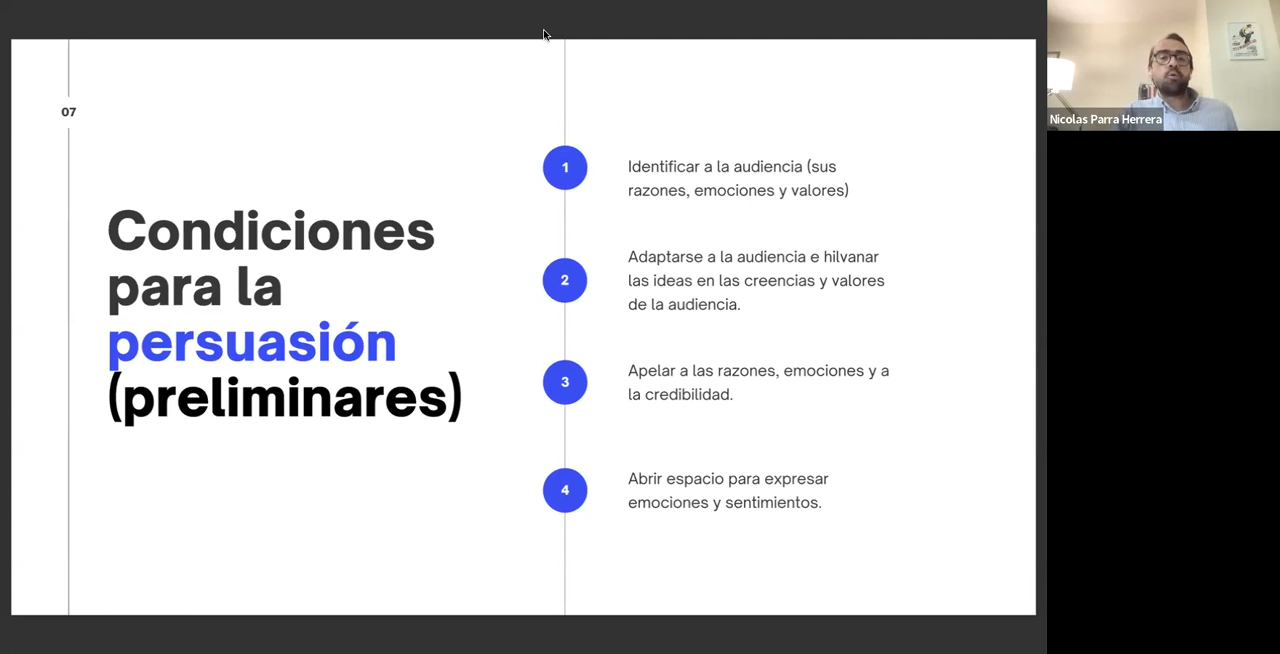 07
Condiciones
para la
persuasión
(preliminares)
1
Identificar a la audiencia (sus
razones, emociones y valores)
2
Adaptarse a la audiencia e hilvanar
las ideas en las creencias y valores
de la audiencia.
3
Apelar a las razones, emociones y a
la credibilidad.
4
Abrir espacio para expresar
emociones y sentimientos.
Nicolas Parra Herrera